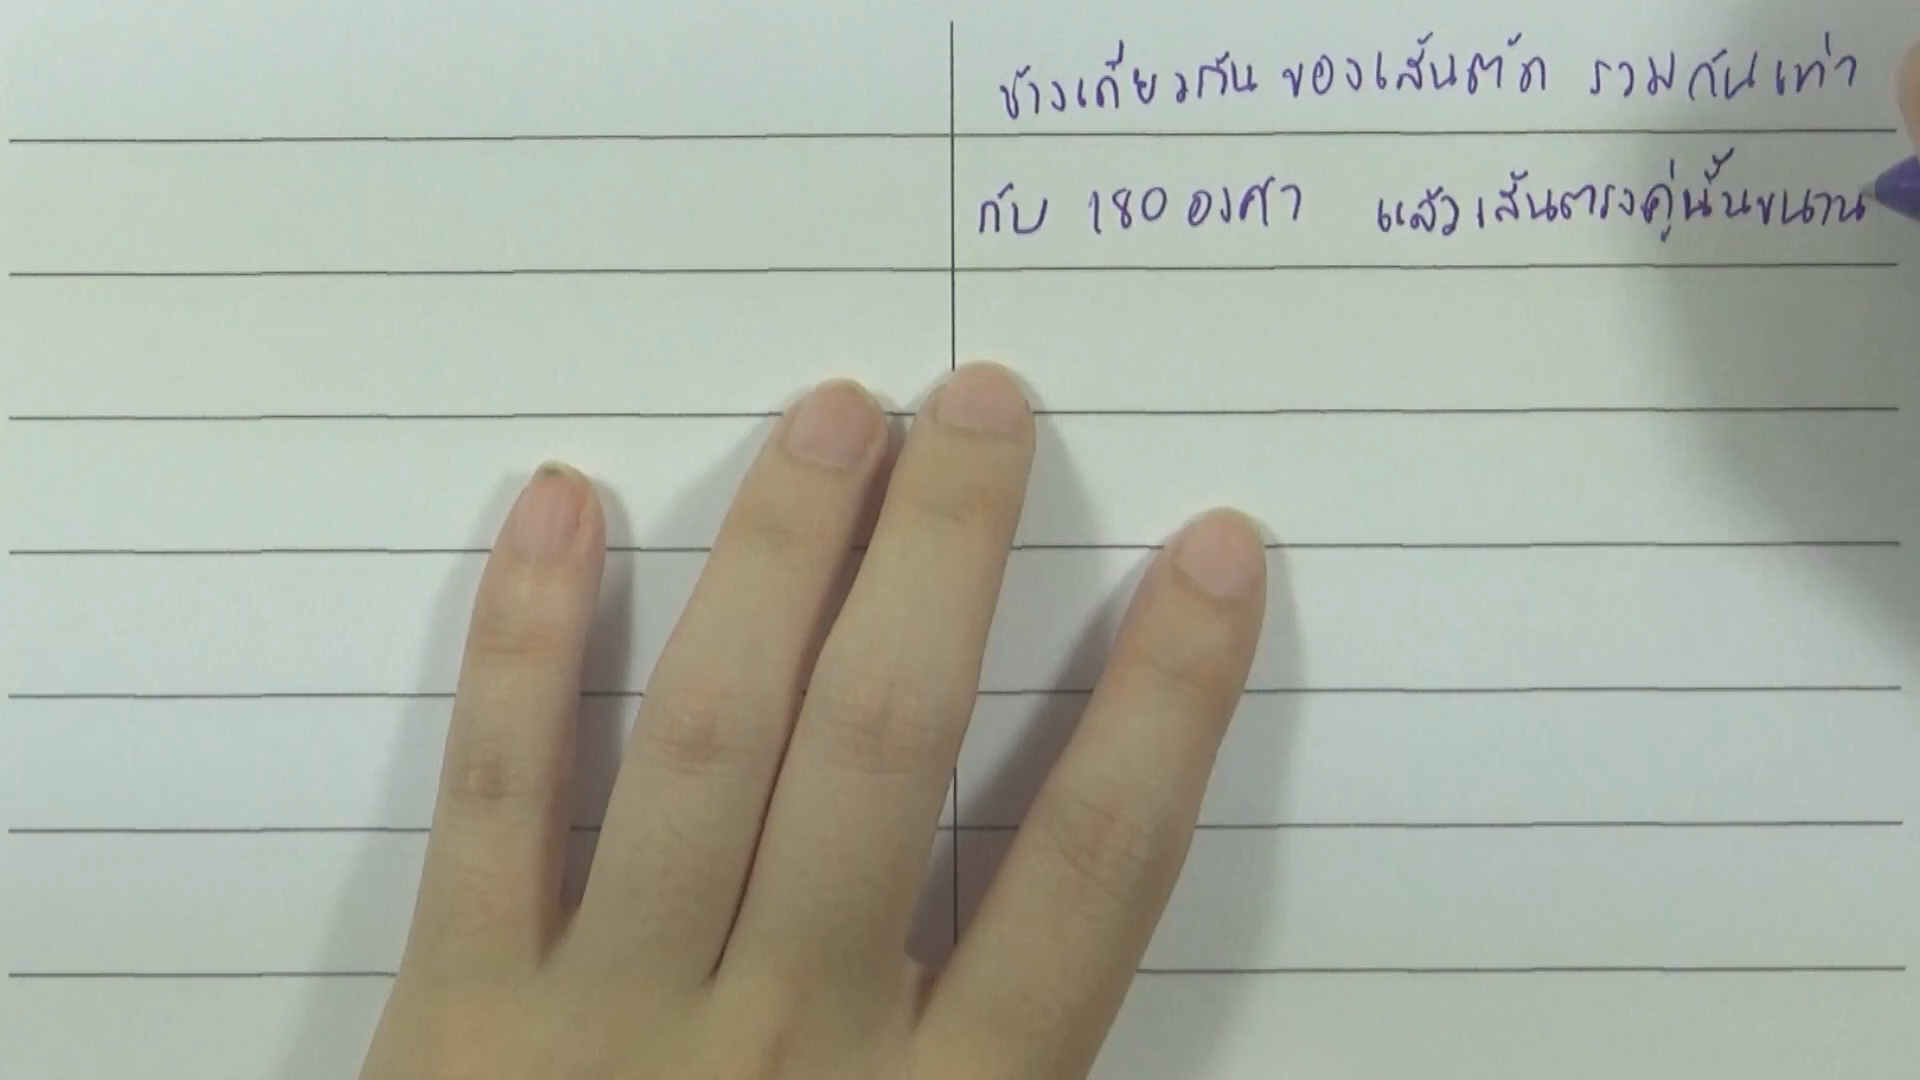 ข้างเดียวกันของเส้นตัด รวมกันเท่า
กับ 180 องศา แล้วเส้นตรงคู่นั้นขนาน